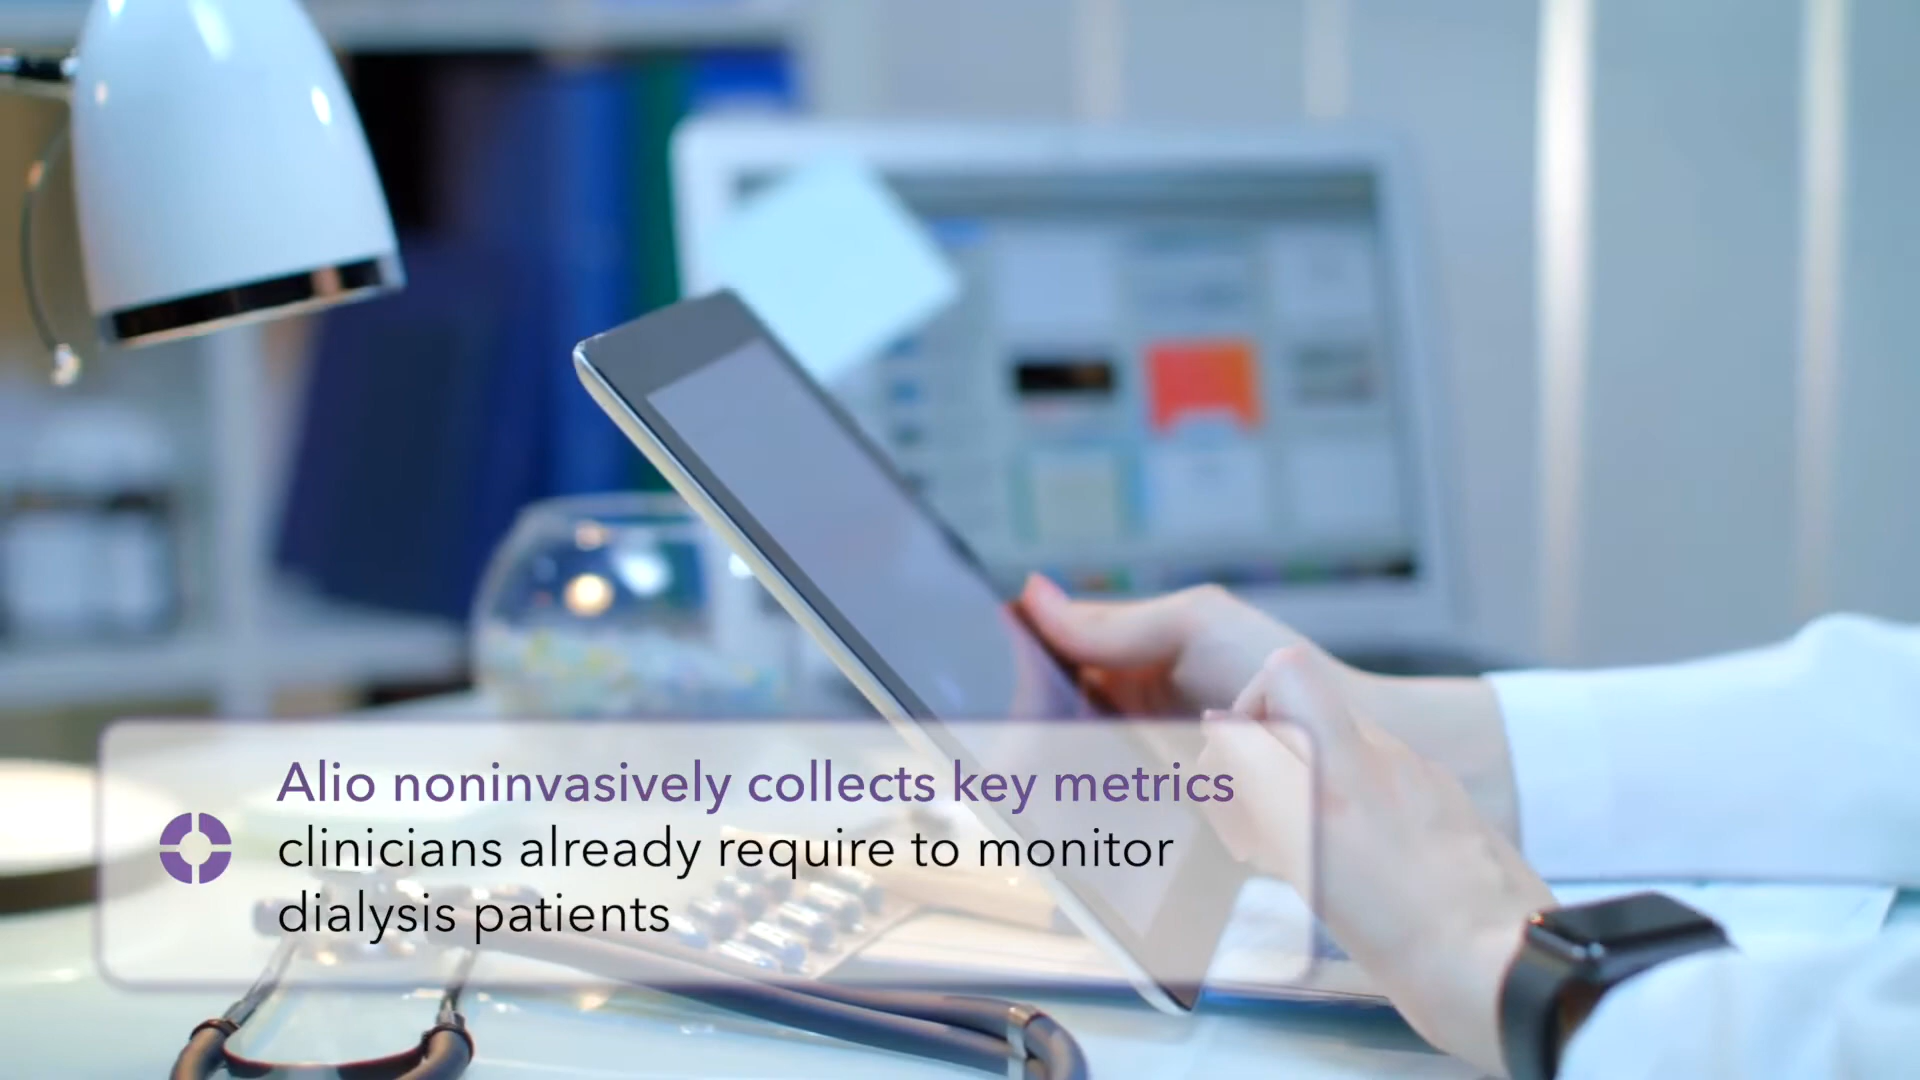 Alio noninvasively collects key metrics
clinicians already require to monitor
dialysis patients